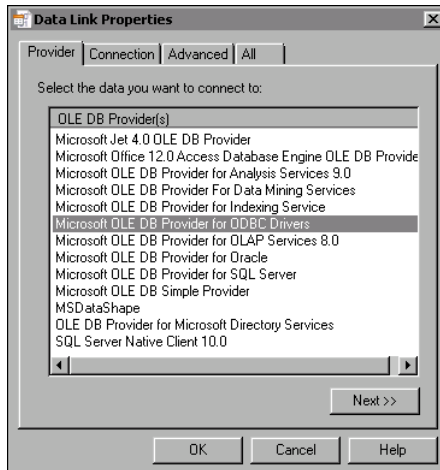 Data Link Properties
Provider Connection Advanced All
Select the data you want to connect to:
OLE DB Provider(s)
Microsoft Jet 4.0 OLE DB Provider
Microsoft Office 12.0 Access Database Engine OLE DB Provide
Microsoft OLE DB Provider for Analysis Services 9.0
Microsoft OLE DB Provider For Data Mining Services
Microsoft OLE DB Provider for Indexing Service
Microsoft OLE DB Provider for ODBC Drivers
Microsoft OLE DB Provider for OLAP Services 8.0
Microsoft OLE DB Provider for Oracle
Microsoft OLE DB Provider for SQL Server
Microsoft OLE DB Simple Provider
MSDataShape
OLE DB Provider for Microsoft Directory Services
SQL Server Native Client 10.0
Next >>
OK Cancel Help